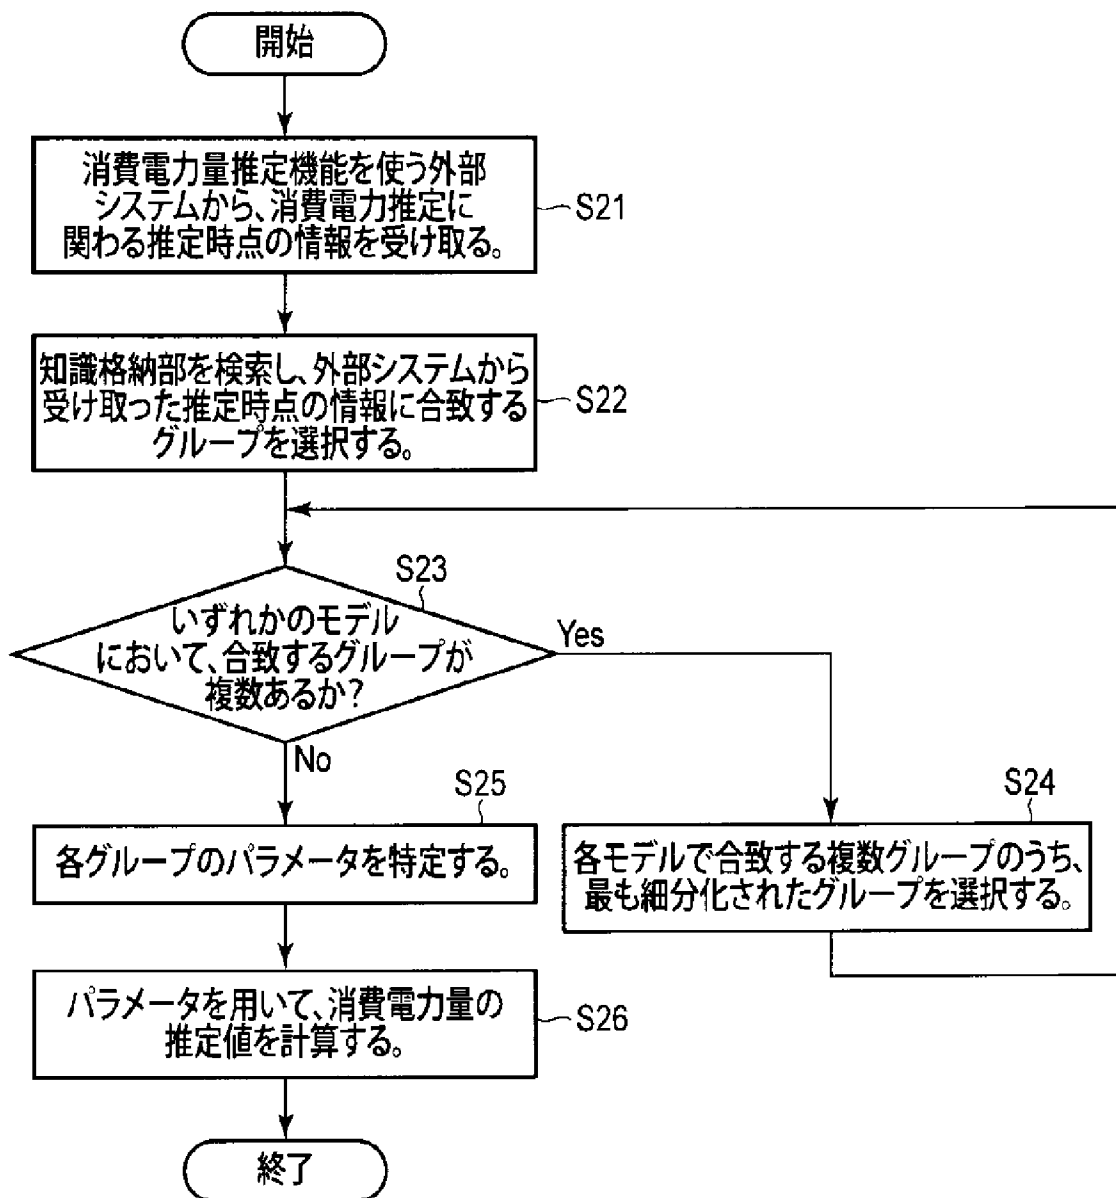 開始
消費電力量推定機能を使う外部
システムから、消費電力推定に
関わる推定時点の情報を受け取る。
S21
知識格納部を検索し、外部システムから
受け取った推定時点の情報に合致する
グループを選択する。
S22
S23
いずれかのモデル
において、合致するグループが
複数あるか?
Yes
No
S25
各グループのパラメータを特定する。
S24
各モデルで合致する複数グループのうち、
最も細分化されたグループを選択する。
パラメータを用いて、消費電力量の
推定値を計算する。
S26
終了